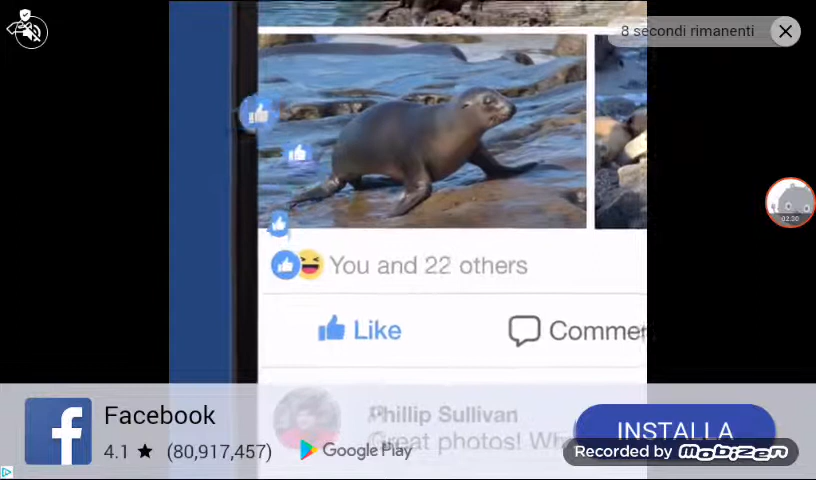 8 secondi rimanenti
02:30
You and 22 others
Like
Commen
Phillip Sullivan
Great photos! Wh
Facebook
4.1 ★ (80,917,457)
Google Play
INSTALLA
Recorded by mobizen